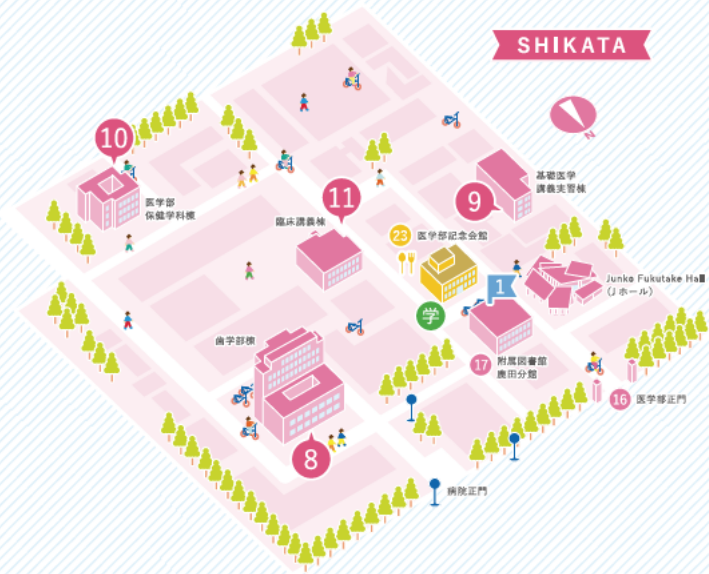 SHIKATA
N
10
医学部
保健学科棟
11
臨床講義棟
9
基礎医学
講義実習棟
23
医学部記念会館
1
Junko Fukutake Hall
(Jホール)
学
歯学部棟
17
附属図書館
鹿田分館
16
医学部正門
8
病院正門